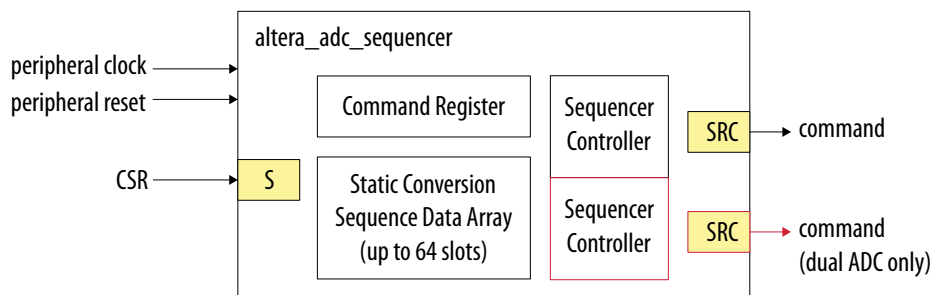 altera_adc_sequencer
peripheral clock
peripheral reset
Command Register
Sequencer
Controller
SRC
command
CSR
S
Static Conversion
Sequence Data Array
(up to 64 slots)
Sequencer
Controller
SRC
command
(dual ADC only)